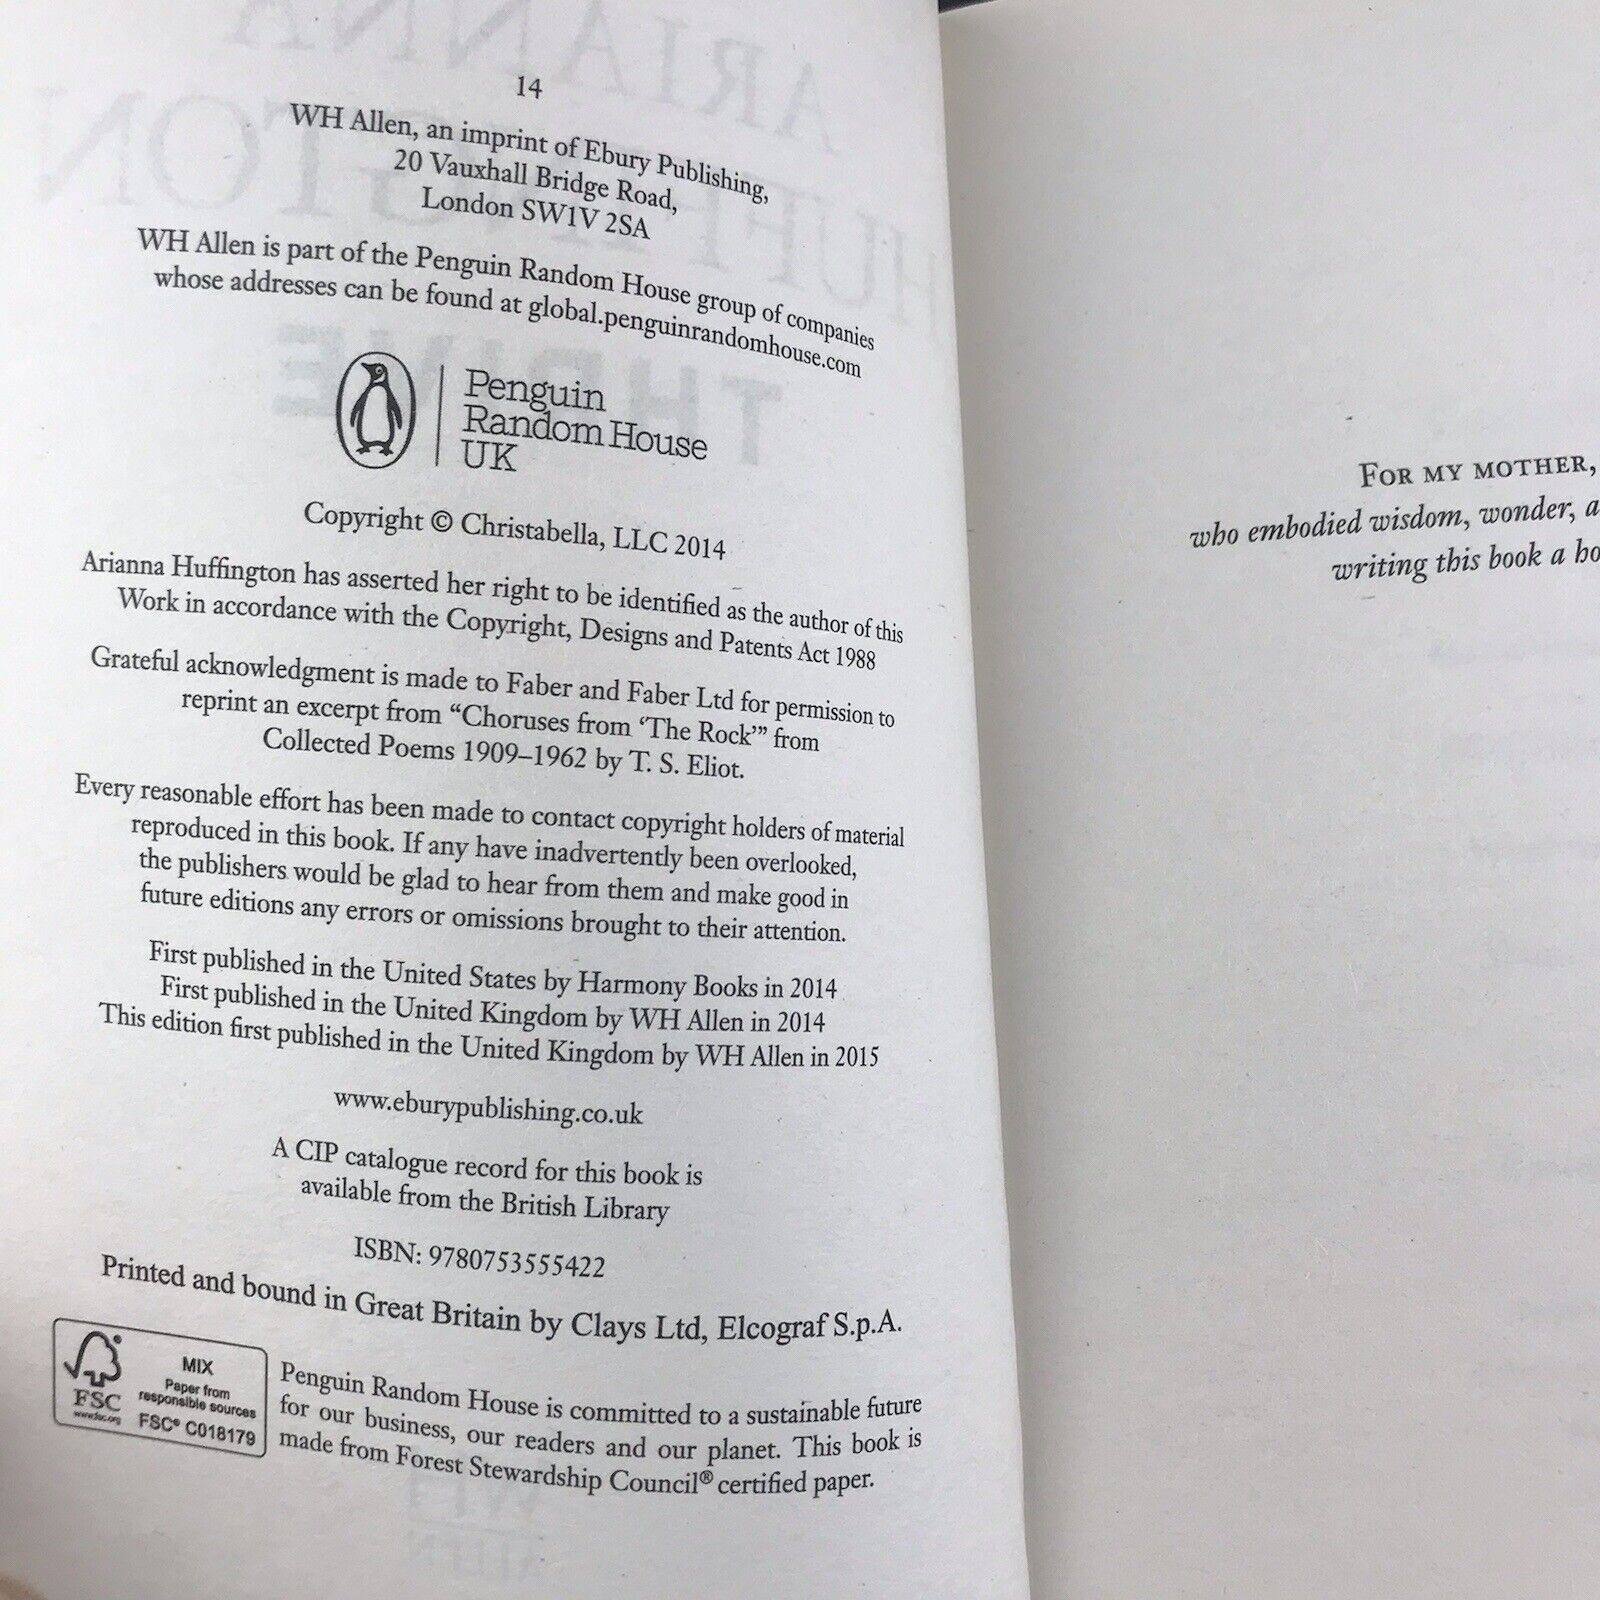 14
WH Allen, an imprint of Ebury Publishing,
20 Vauxhall Bridge Road,
London SW1V 2SA
WH Allen is part of the Penguin Random House group of companies
whose addresses can be found at global.penguinrandomhouse.com
Penguin
Random House
UK
Copyright © Christabella, LLC 2014
Arianna Huffington has asserted her right to be identified as the author of this
Work in accordance with the Copyright, Designs and Patents Act 1988
Grateful acknowledgment is made to Faber and Faber Ltd for permission to
reprint an excerpt from “Choruses from ‘The Rock’” from
Collected Poems 1909–1962 by T. S. Eliot.
Every reasonable effort has been made to contact copyright holders of material
reproduced in this book. If any have inadvertently been overlooked,
the publishers would be glad to hear from them and make good in
future editions any errors or omissions brought to their attention.
First published in the United States by Harmony Books in 2014
First published in the United Kingdom by WH Allen in 2014
This edition first published in the United Kingdom by WH Allen in 2015
www.eburypublishing.co.uk
A CIP catalogue record for this book is
available from the British Library
ISBN: 9780753555422
Printed and bound in Great Britain by Clays Ltd, Elcograf S.p.A.
FSC
www.fsc.org
MIX
Paper from
responsible sources
FSC® C018179
Penguin Random House is committed to a sustainable future
for our business, our readers and our planet. This book is
made from Forest Stewardship Council® certified paper.
FOR MY MOTHER,
who embodied wisdom, wonder, a
writing this book a ho